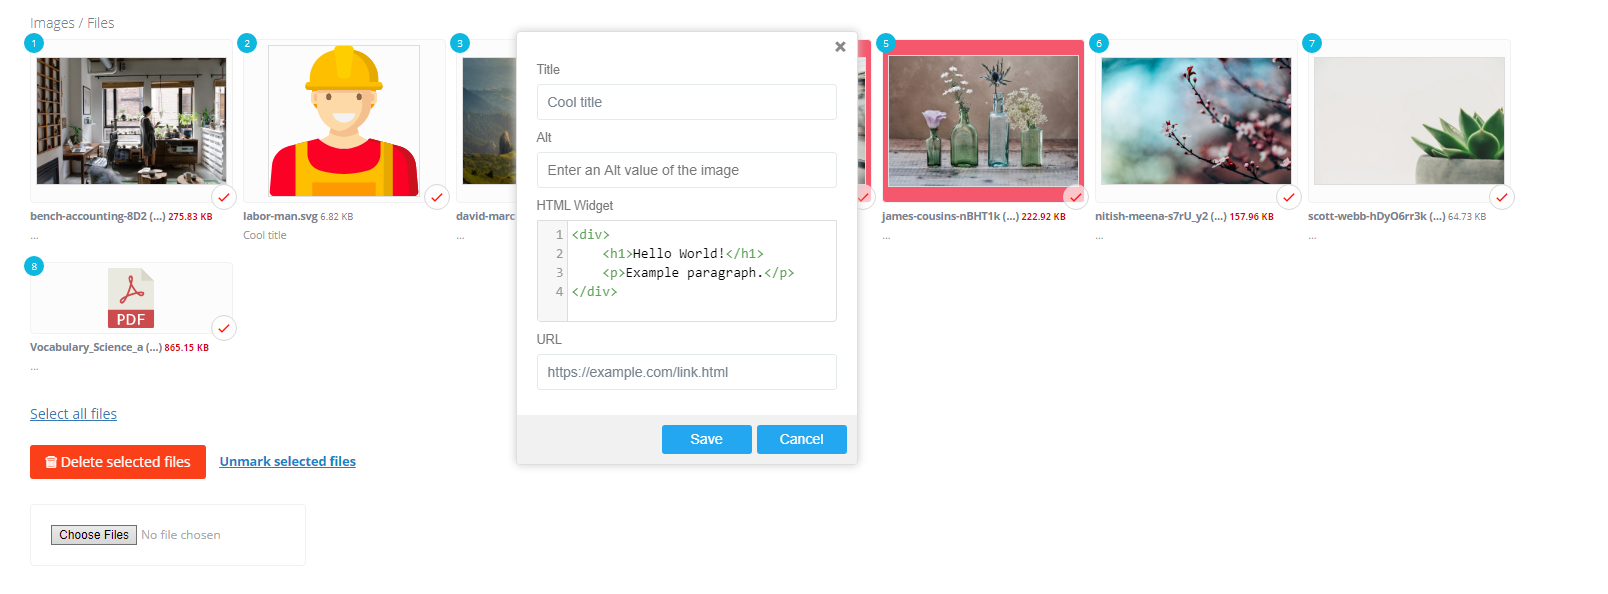 Images / Files
1
2
3
5
6
7
bench-accounting-8D2 (...) 275.83 KB
...
labor-man.svg 6.82 KB
Cool title
david-marc
...
james-cousins-nBHT1k (...) 222.92 KB
...
nitish-meena-s7rU_y2 (...) 157.96 KB
...
scott-webb-hDyO6rr3k (...) 64.73 KB
...
8
PDF
Vocabulary_Science_a (...) 865.15 KB
...
Select all files
Delete selected files
Unmark selected files
Choose Files No file chosen
×
Title
Cool title
Alt
Enter an Alt value of the image
HTML Widget
1 <div>
2 <h1>Hello World!</h1>
3 <p>Example paragraph.</p>
4 </div>
URL
https://example.com/link.html
Save
Cancel